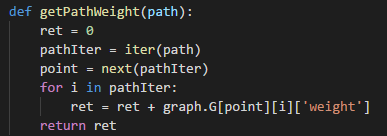 def getPathWeight(path):
    ret = 0
    pathIter = iter(path)
    point = next(pathIter)
    for i in pathIter:
        ret = ret + graph.G[point][i]['weight']
    return ret